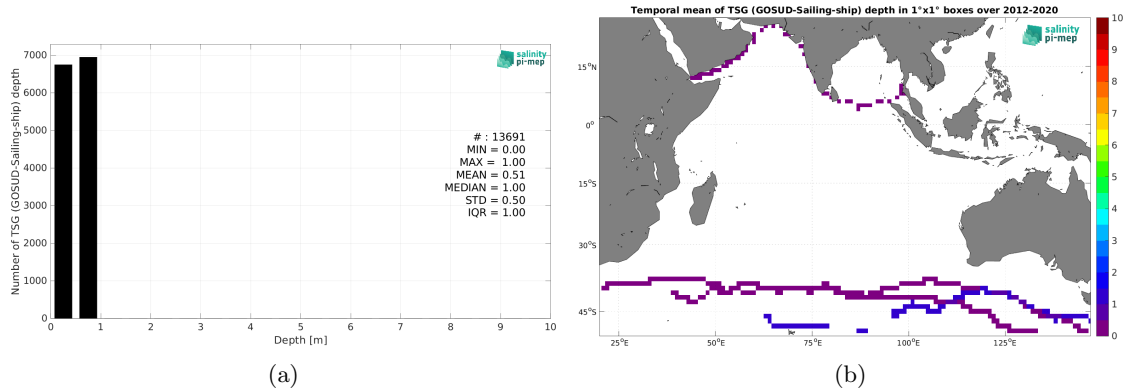 7000
6000
5000
4000
3000
2000
1000
0
Number of TSG (GOSUD-Sailing-ship) depth
salinity
pi-mep
# : 13691
MIN = 0.00
MAX = 1.00
MEAN = 0.51
MEDIAN = 1.00
STD = 0.50
IQR = 1.00
0 1 2 3 4 5 6 7 8 9 10
Depth [m]
(a)
Temporal mean of TSG (GOSUD-Sailing-ship) depth in 1°x1° boxes over 2012-2020
salinity
pi-mep
15°N
0°
15°S
30°S
45°S
25°E 50°E 75°E 100°E 125°E
10
9
8
7
6
5
4
3
2
1
0
(b)